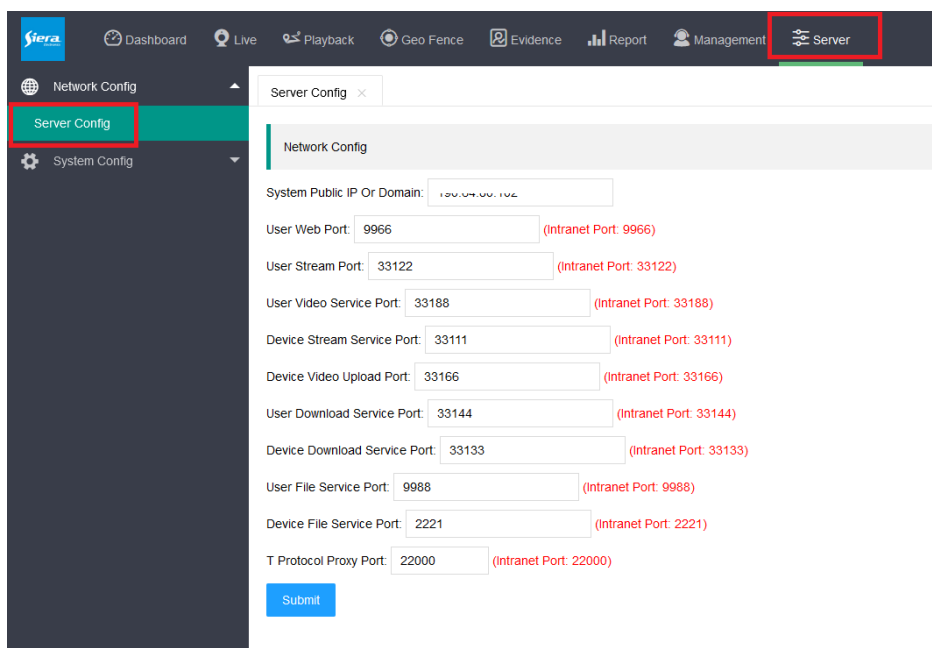 Siera
Dashboard Live Playback Geo Fence Evidence Report Management Server
Network Config
Server Config
System Config
Server Config ×
Network Config
System Public IP Or Domain:
User Web Port: 9966 (Intranet Port: 9966)
User Stream Port: 33122 (Intranet Port: 33122)
User Video Service Port: 33188 (Intranet Port: 33188)
Device Stream Service Port: 33111 (Intranet Port: 33111)
Device Video Upload Port: 33166 (Intranet Port: 33166)
User Download Service Port: 33144 (Intranet Port: 33144)
Device Download Service Port: 33133 (Intranet Port: 33133)
User File Service Port: 9988 (Intranet Port: 9988)
Device File Service Port: 2221 (Intranet Port: 2221)
T Protocol Proxy Port: 22000 (Intranet Port: 22000)
Submit